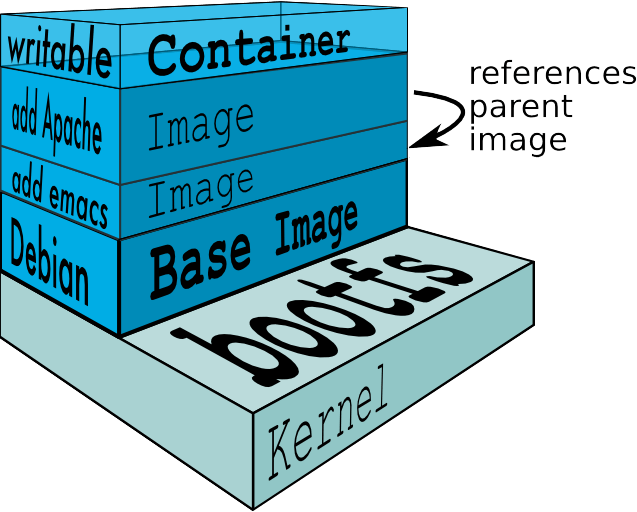 writable Container
add Apache Image
add emacs Image
Debian Base Image
references
parent
image
bootfs
Kernel